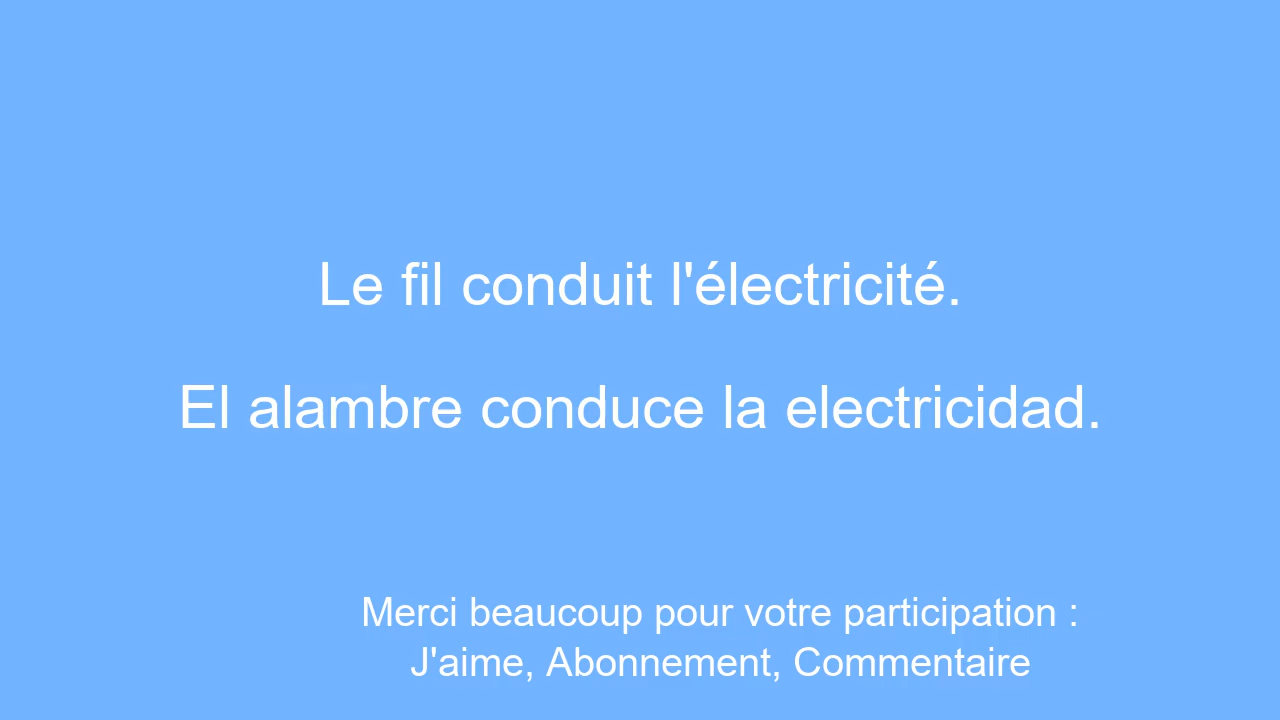 Le fil conduit l'électricité.
El alambre conduce la electricidad.
Merci beaucoup pour votre participation :
J'aime, Abonnement, Commentaire